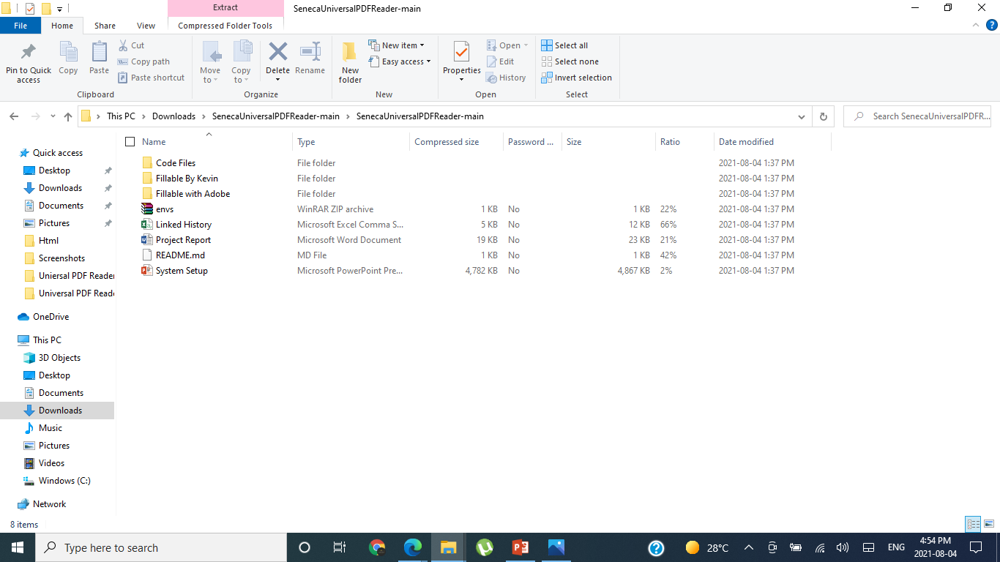 Extract
SenecaUniversalPDFReader-main
File Home Share View Compressed Folder Tools
Pin to Quick access
Copy
Paste
Cut
Copy path
Paste shortcut
Clipboard
Move to
Copy to
Delete
Rename
Organize
New folder
New item
Easy access
New
Properties
Open
Edit
History
Open
Select all
Select none
Invert selection
Select
This PC > Downloads > SenecaUniversalPDFReader-main > SenecaUniversalPDFReader-main
Search SenecaUniversalPDFR...
Quick access
Desktop
Downloads
Documents
Pictures
Html
Screenshots
Uniersal PDF Reader
Universal PDF Reade
OneDrive
This PC
3D Objects
Desktop
Documents
Downloads
Music
Pictures
Videos
Windows (C:)
Network
Name Type Compressed size Password ... Size Ratio Date modified
Code Files File folder 2021-08-04 1:37 PM
Fillable By Kevin File folder 2021-08-04 1:37 PM
Fillable with Adobe File folder 2021-08-04 1:37 PM
envs WinRAR ZIP archive 1 KB No 1 KB 22% 2021-08-04 1:37 PM
Linked History Microsoft Excel Comma S... 5 KB No 12 KB 66% 2021-08-04 1:37 PM
Project Report Microsoft Word Document 19 KB No 23 KB 21% 2021-08-04 1:37 PM
README.md MD File 1 KB No 1 KB 42% 2021-08-04 1:37 PM
System Setup Microsoft PowerPoint Pre... 4,782 KB No 4,867 KB 2% 2021-08-04 1:37 PM
8 items
Type here to search
28°C
ENG
4:54 PM
2021-08-04